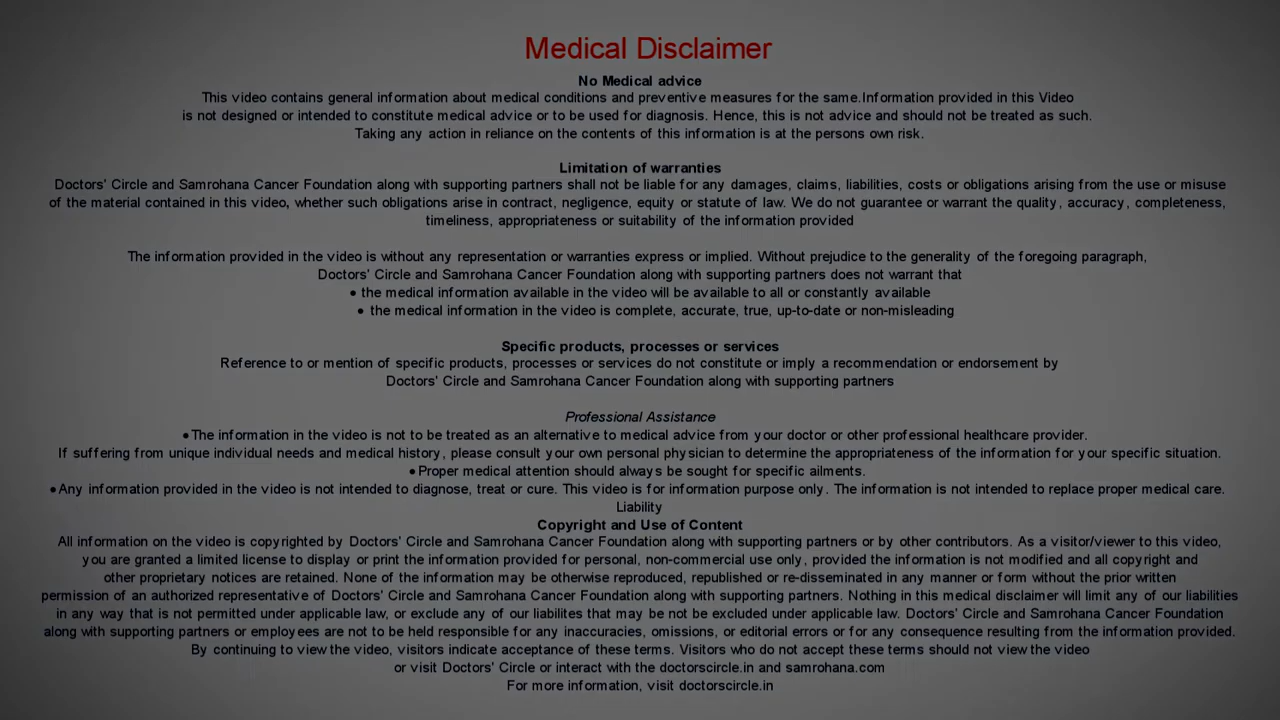 Medical Disclaimer
No Medical advice
This video contains general information about medical conditions and preventive measures for the same.Information provided in this Video
is not designed or intended to constitute medical advice or to be used for diagnosis. Hence, this is not advice and should not be treated as such.
Taking any action in reliance on the contents of this information is at the persons own risk.
Limitation of warranties
Doctors' Circle and Samrohana Cancer Foundation along with supporting partners shall not be liable for any damages, claims, liabilities, costs or obligations arising from the use or misuse
of the material contained in this video, whether such obligations arise in contract, negligence, equity or statute of law. We do not guarantee or warrant the quality, accuracy, completeness,
timeliness, appropriateness or suitability of the information provided
The information provided in the video is without any representation or warranties express or implied. Without prejudice to the generality of the foregoing paragraph,
Doctors' Circle and Samrohana Cancer Foundation along with supporting partners does not warrant that
• the medical information available in the video will be available to all or constantly available
• the medical information in the video is complete, accurate, true, up-to-date or non-misleading
Specific products, processes or services
Reference to or mention of specific products, processes or services do not constitute or imply a recommendation or endorsement by
Doctors' Circle and Samrohana Cancer Foundation along with supporting partners
Professional Assistance
•The information in the video is not to be treated as an alternative to medical advice from your doctor or other professional healthcare provider.
If suffering from unique individual needs and medical history, please consult your own personal physician to determine the appropriateness of the information for your specific situation.
•Proper medical attention should always be sought for specific ailments.
•Any information provided in the video is not intended to diagnose, treat or cure. This video is for information purpose only. The information is not intended to replace proper medical care.
Liability
Copyright and Use of Content
All information on the video is copyrighted by Doctors' Circle and Samrohana Cancer Foundation along with supporting partners or by other contributors. As a visitor/viewer to this video,
you are granted a limited license to display or print the information provided for personal, non-commercial use only, provided the information is not modified and all copyright and
other proprietary notices are retained. None of the information may be otherwise reproduced, republished or re-disseminated in any manner or form without the prior written
permission of an authorized representative of Doctors' Circle and Samrohana Cancer Foundation along with supporting partners. Nothing in this medical disclaimer will limit any of our liabilities
in any way that is not permitted under applicable law, or exclude any of our liabilites that may be not be excluded under applicable law. Doctors' Circle and Samrohana Cancer Foundation
along with supporting partners or employees are not to be held responsible for any inaccuracies, omissions, or editorial errors or for any consequence resulting from the information provided.
By continuing to view the video, visitors indicate acceptance of these terms. Visitors who do not accept these terms should not view the video
or visit Doctors' Circle or interact with the doctorscircle.in and samrohana.com
For more information, visit doctorscircle.in